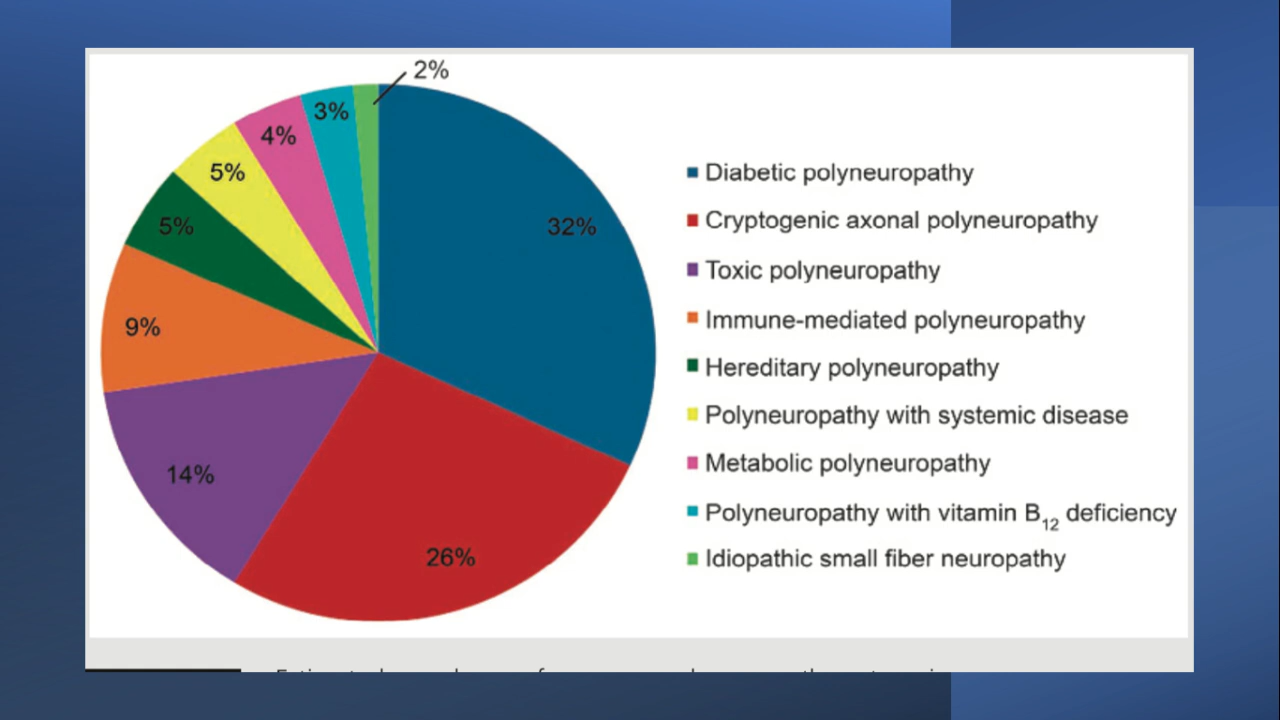 2%
3%
4%
5%
5%
9%
14%
26%
32%
Diabetic polyneuropathy
Cryptogenic axonal polyneuropathy
Toxic polyneuropathy
Immune-mediated polyneuropathy
Hereditary polyneuropathy
Polyneuropathy with systemic disease
Metabolic polyneuropathy
Polyneuropathy with vitamin B12 deficiency
Idiopathic small fiber neuropathy